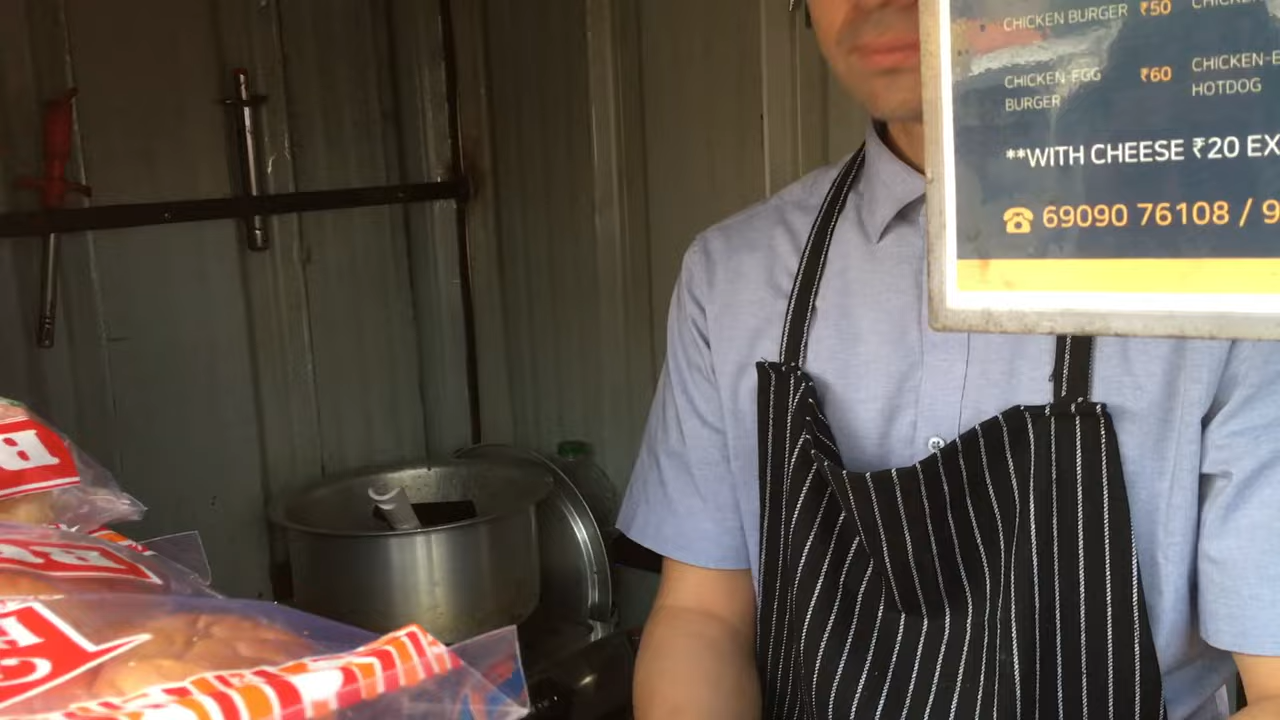 CHICKEN BURGER ₹50
CHICKEN-EGG BURGER ₹60
CHICKEN-E
HOTDOG
**WITH CHEESE ₹20 EX
☎ 69090 76108 / 9